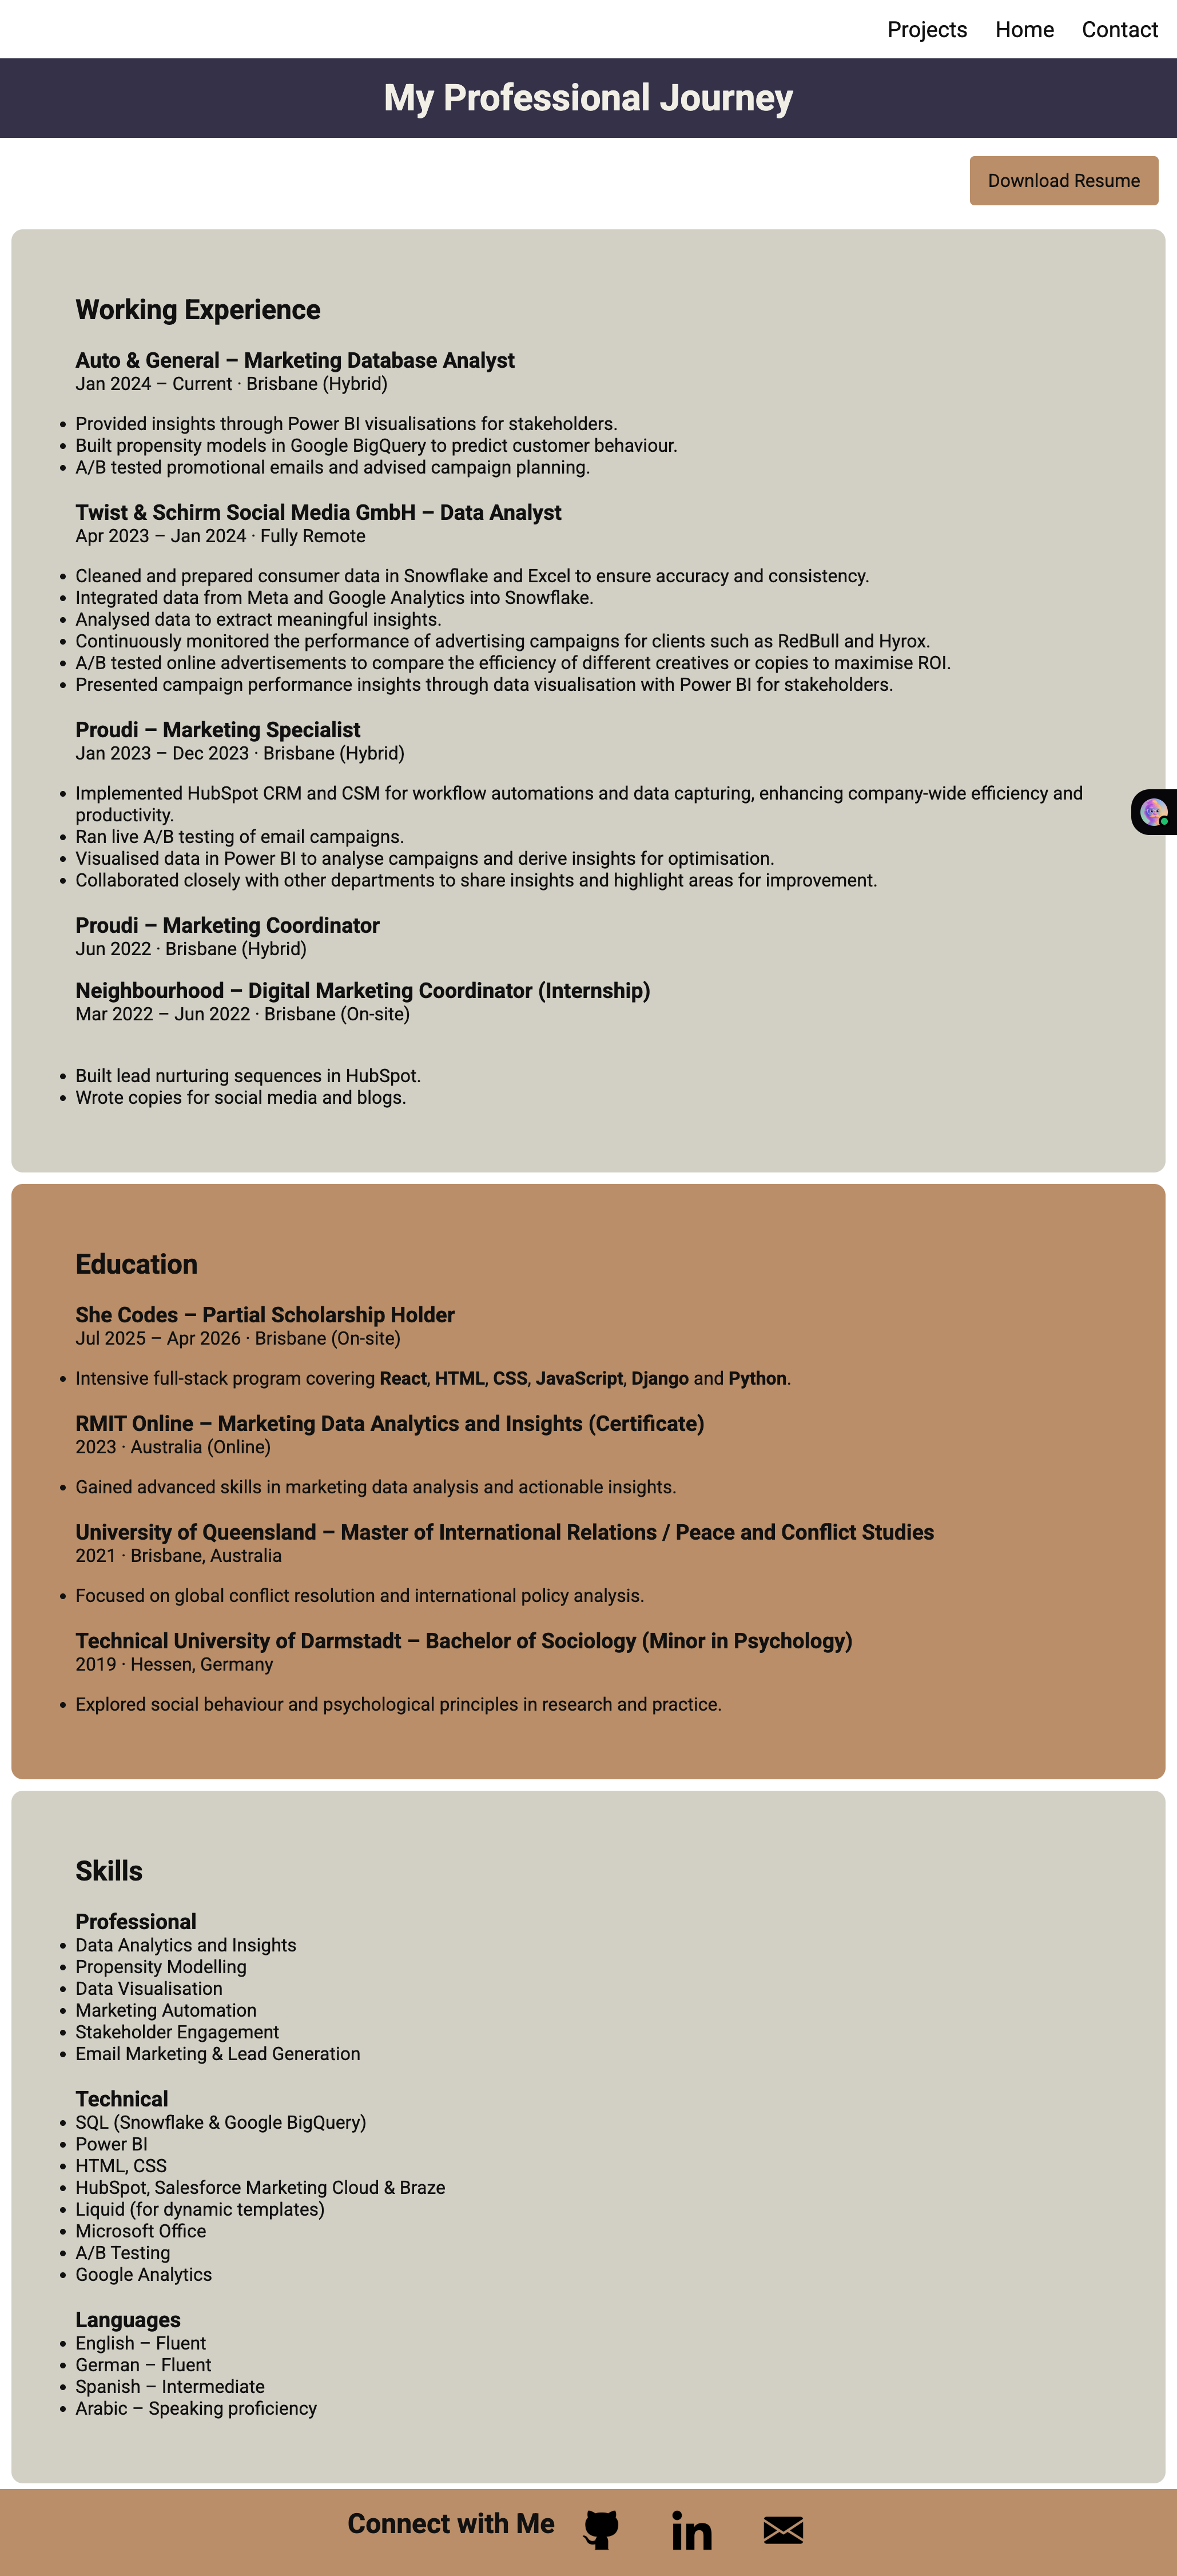 Projects Home Contact
My Professional Journey
Download Resume
Working Experience
Auto & General – Marketing Database Analyst
Jan 2024 – Current · Brisbane (Hybrid)
• Provided insights through Power BI visualisations for stakeholders.
• Built propensity models in Google BigQuery to predict customer behaviour.
• A/B tested promotional emails and advised campaign planning.
Twist & Schirm Social Media GmbH – Data Analyst
Apr 2023 – Jan 2024 · Fully Remote
• Cleaned and prepared consumer data in Snowflake and Excel to ensure accuracy and consistency.
• Integrated data from Meta and Google Analytics into Snowflake.
• Analysed data to extract meaningful insights.
• Continuously monitored the performance of advertising campaigns for clients such as RedBull and Hyrox.
• A/B tested online advertisements to compare the efficiency of different creatives or copies to maximise ROI.
• Presented campaign performance insights through data visualisation with Power BI for stakeholders.
Proudi – Marketing Specialist
Jan 2023 – Dec 2023 · Brisbane (Hybrid)
• Implemented HubSpot CRM and CSM for workflow automations and data capturing, enhancing company-wide efficiency and
productivity.
• Ran live A/B testing of email campaigns.
• Visualised data in Power BI to analyse campaigns and derive insights for optimisation.
• Collaborated closely with other departments to share insights and highlight areas for improvement.
Proudi – Marketing Coordinator
Jun 2022 · Brisbane (Hybrid)
Neighbourhood – Digital Marketing Coordinator (Internship)
Mar 2022 – Jun 2022 · Brisbane (On-site)
• Built lead nurturing sequences in HubSpot.
• Wrote copies for social media and blogs.
Education
She Codes – Partial Scholarship Holder
Jul 2025 – Apr 2026 · Brisbane (On-site)
• Intensive full-stack program covering React, HTML, CSS, JavaScript, Django and Python.
RMIT Online – Marketing Data Analytics and Insights (Certificate)
2023 · Australia (Online)
• Gained advanced skills in marketing data analysis and actionable insights.
University of Queensland – Master of International Relations / Peace and Conflict Studies
2021 · Brisbane, Australia
• Focused on global conflict resolution and international policy analysis.
Technical University of Darmstadt – Bachelor of Sociology (Minor in Psychology)
2019 · Hessen, Germany
• Explored social behaviour and psychological principles in research and practice.
Skills
Professional
• Data Analytics and Insights
• Propensity Modelling
• Data Visualisation
• Marketing Automation
• Stakeholder Engagement
• Email Marketing & Lead Generation
Technical
• SQL (Snowflake & Google BigQuery)
• Power BI
• HTML, CSS
• HubSpot, Salesforce Marketing Cloud & Braze
• Liquid (for dynamic templates)
• Microsoft Office
• A/B Testing
• Google Analytics
Languages
• English – Fluent
• German – Fluent
• Spanish – Intermediate
• Arabic – Speaking proficiency
Connect with Me